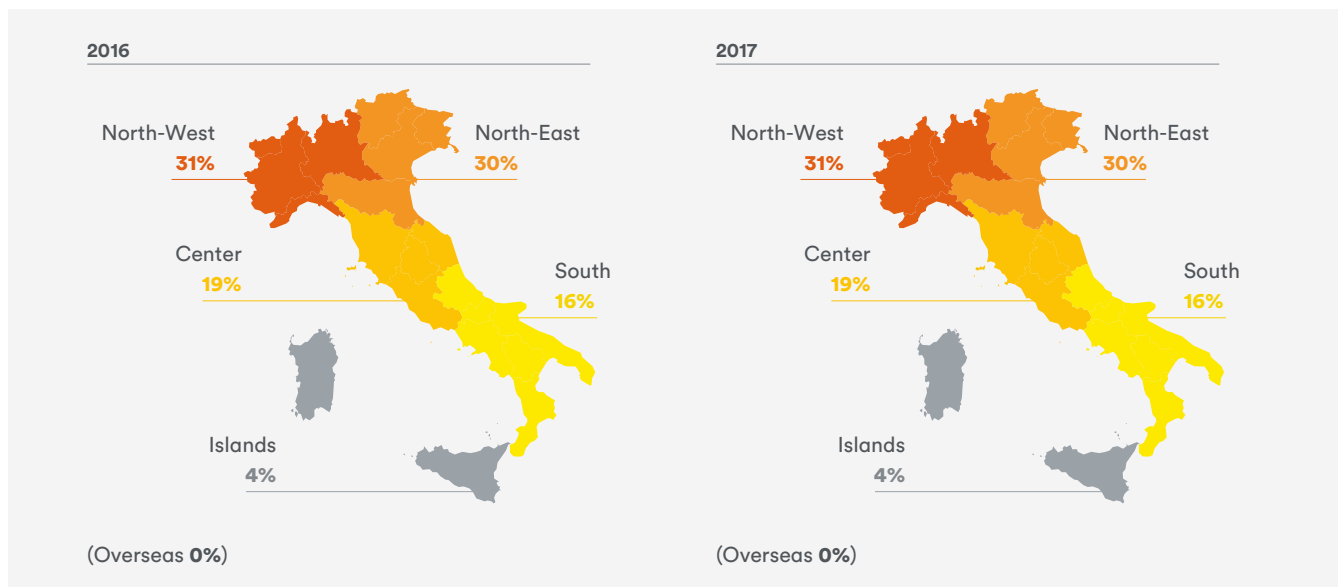 2016
North-West
31%
North-East
30%
Center
19%
South
16%
Islands
4%
(Overseas 0%)
2017
North-West
31%
North-East
30%
Center
19%
South
16%
Islands
4%
(Overseas 0%)